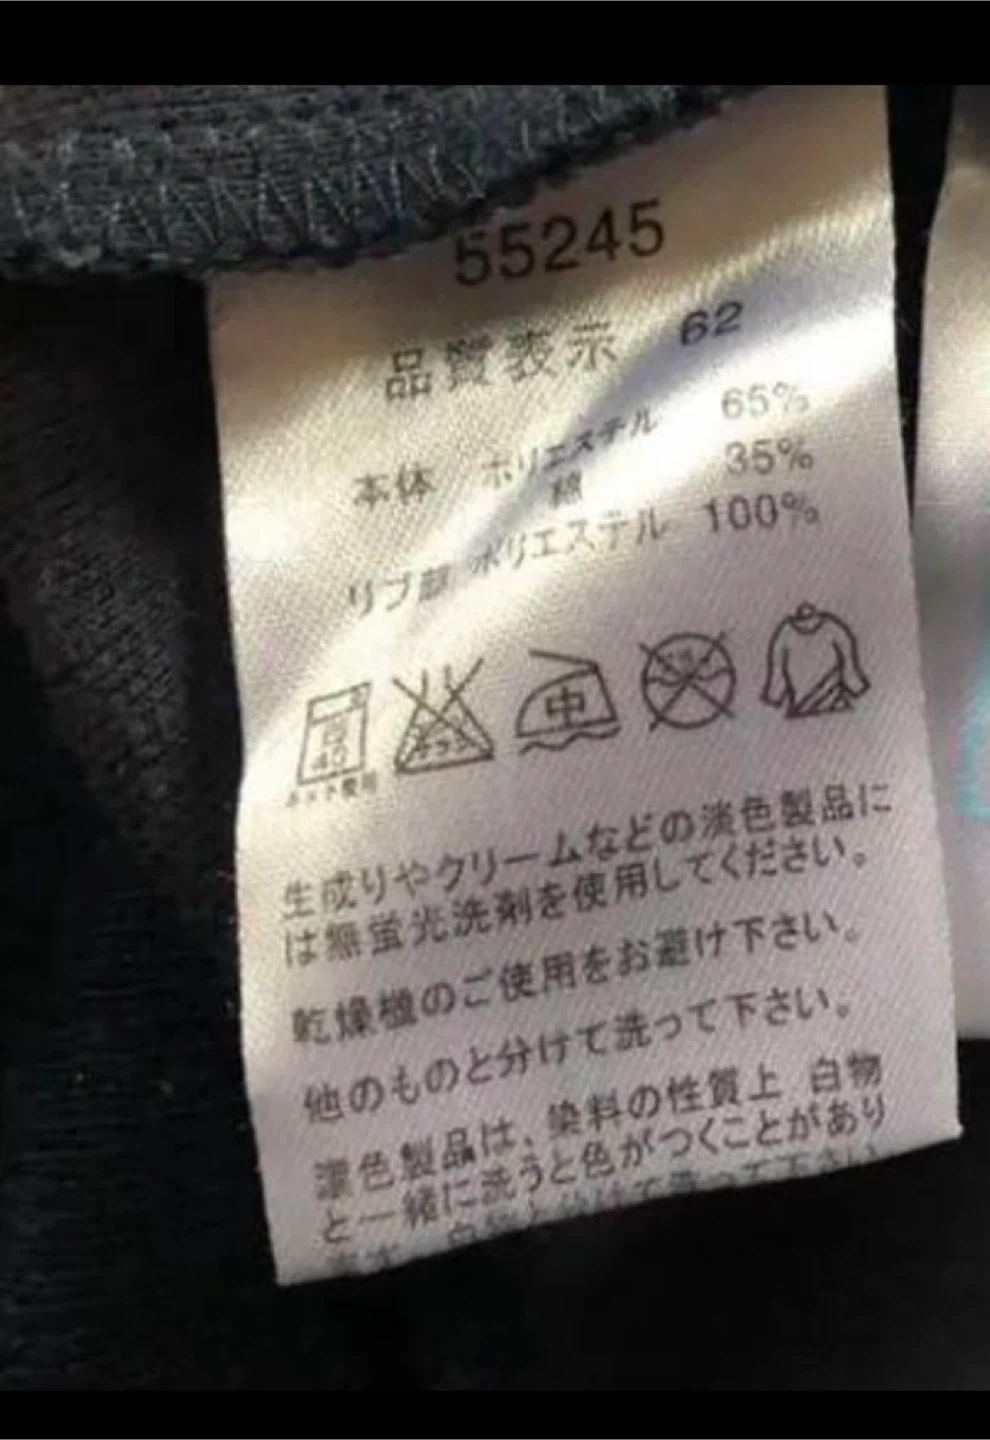 55245
品質表示 62
本体 ポリエステル 65%
綿 35%
リブ部 ポリエステル 100%
40
中
ネット使用
生成りやクリームなどの淡色製品に
は無蛍光洗剤を使用してください。
乾燥機のご使用をお避け下さい。
他のものと分けて洗って下さい。
濃色製品は、染料の性質上 白物
と一緒に洗うと色がつくことがあり